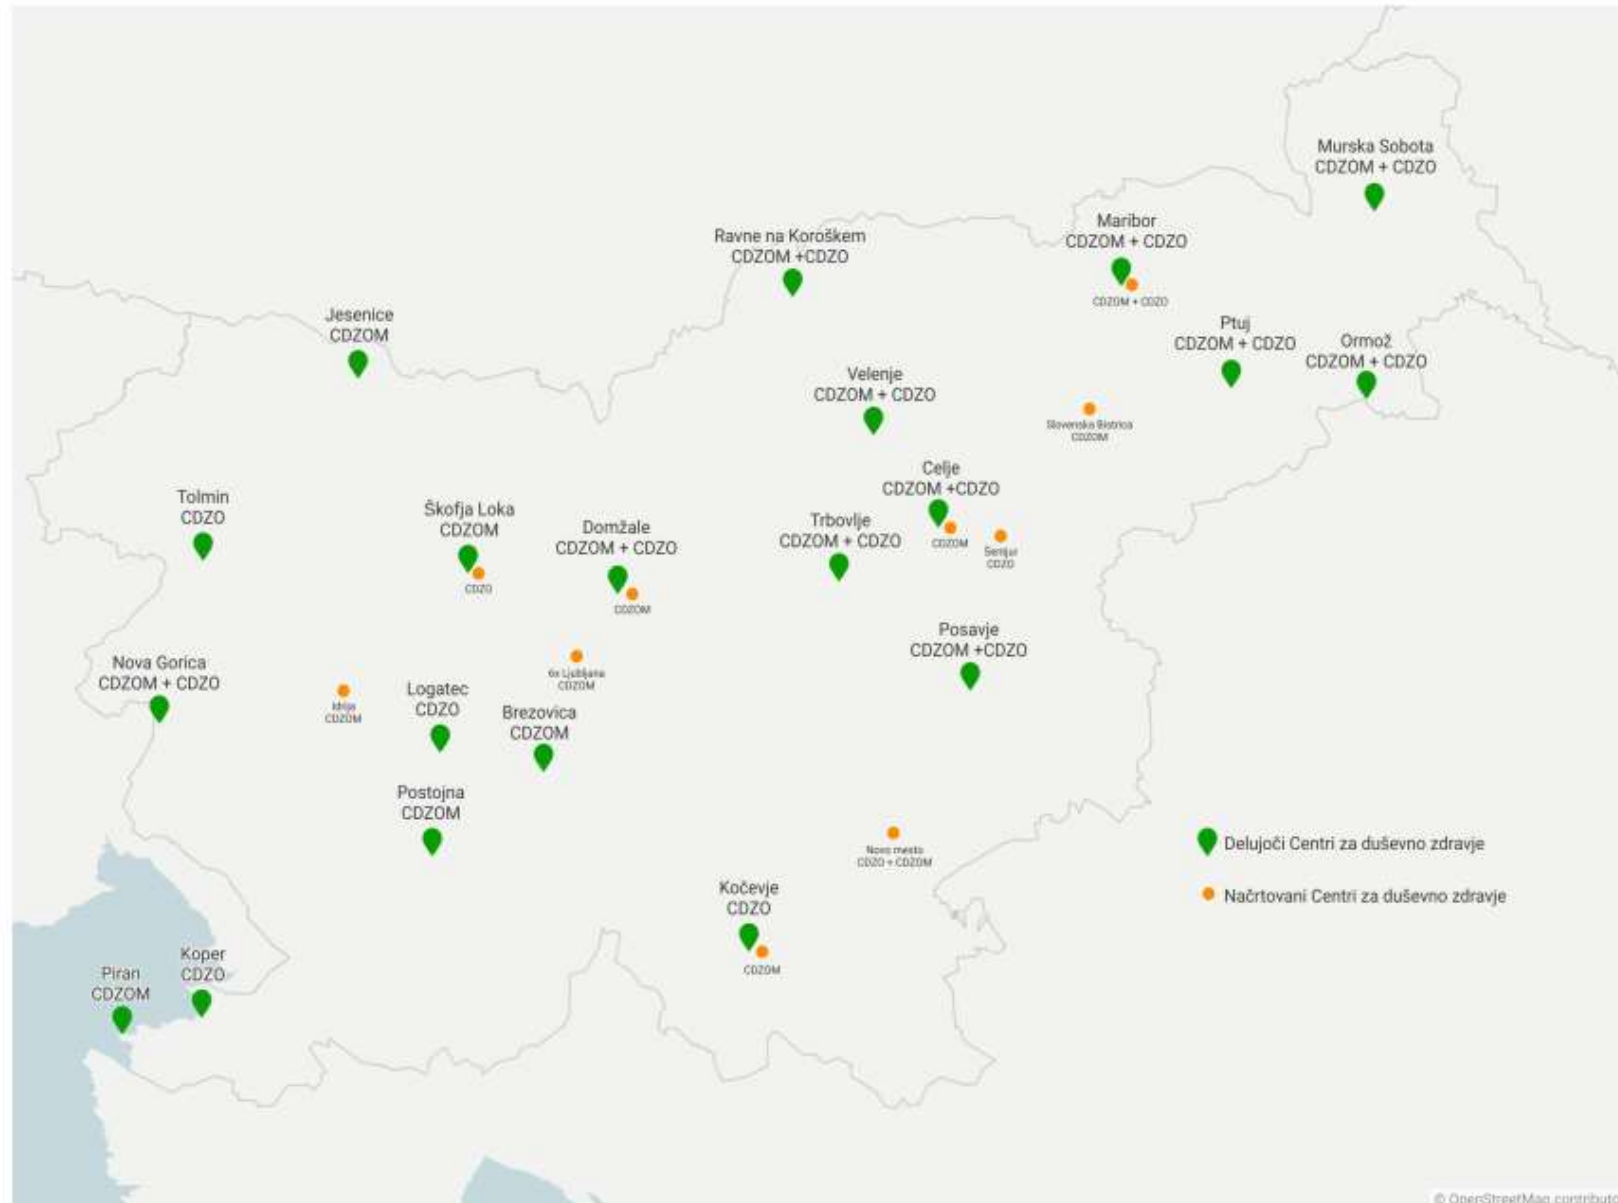 Murska Sobota
CDZOM + CDZO
Maribor
CDZOM + CDZO
CDZOM + CDZO
Ravne na Koroškem
CDZOM +CDZO
Jesenice
CDZOM
Ptuj
CDZOM + CDZO
Ormož
CDZOM + CDZO
Velenje
CDZOM + CDZO
Slovenska Bistrica
CDZOM
Celje
CDZOM +CDZO
CDZOM
Šentjur
CDZO
Tolmin
CDZO
Škofja Loka
CDZOM
CDZO
Domžale
CDZOM + CDZO
CDZOM
Trbovlje
CDZOM + CDZO
Posavje
CDZOM +CDZO
Nova Gorica
CDZOM + CDZO
Idrija
CDZOM
Logatec
CDZO
6x Ljubljana
CDZOM
Brezovica
CDZOM
Postojna
CDZOM
Novo mesto
CDZO + CDZOM
Delujoči Centri za duševno zdravje
Načrtovani Centri za duševno zdravje
Kočevje
CDZO
CDZOM
Koper
CDZO
Piran
CDZOM
© OpenStreetMap contributo